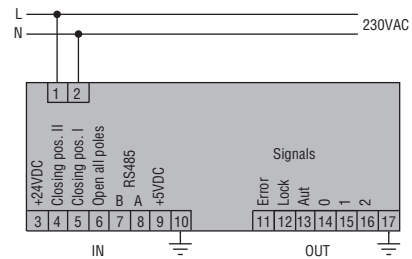 L
N
230VAC
1 2
+24VDC
Closing pos. II
Closing pos. I
Open all poles
B
A
RS485
+5VDC
Signals
Error
Lock
Aut
0
1
2
3 4 5 6 7 8 9 10
11 12 13 14 15 16 17
IN
OUT